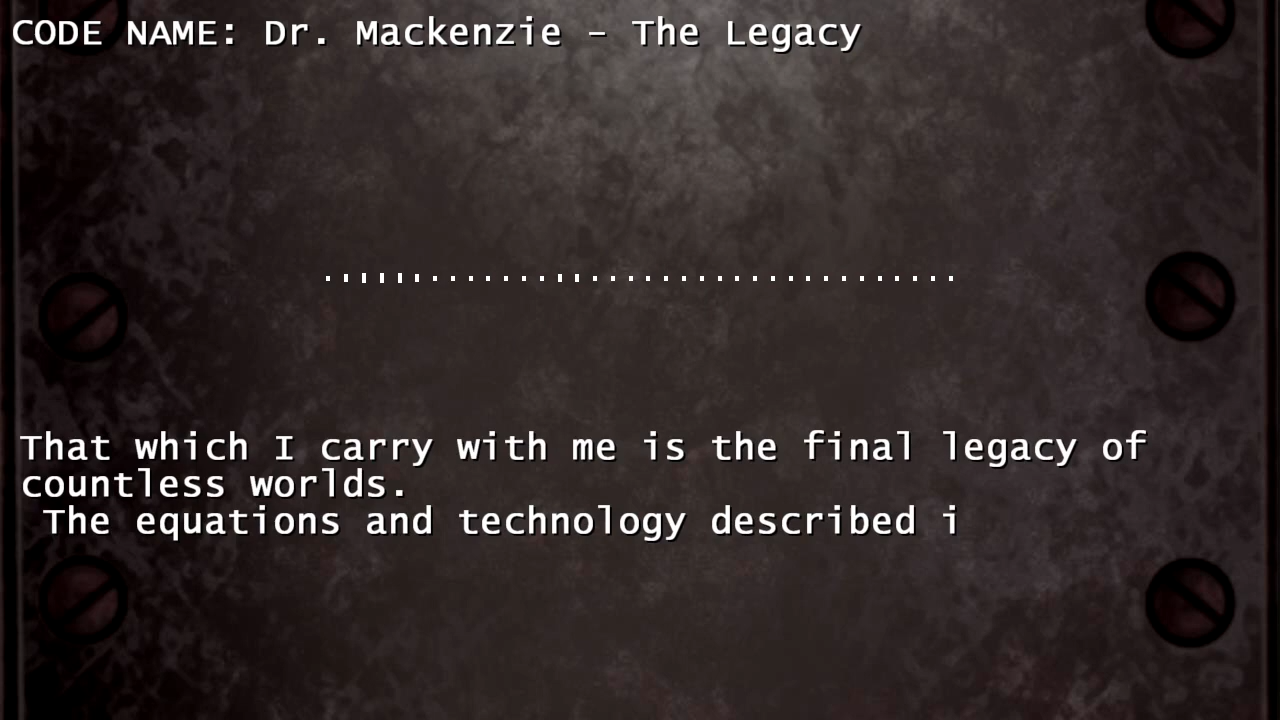 CODE NAME: Dr. Mackenzie - The Legacy
That which I carry with me is the final legacy of
countless worlds.
The equations and technology described i